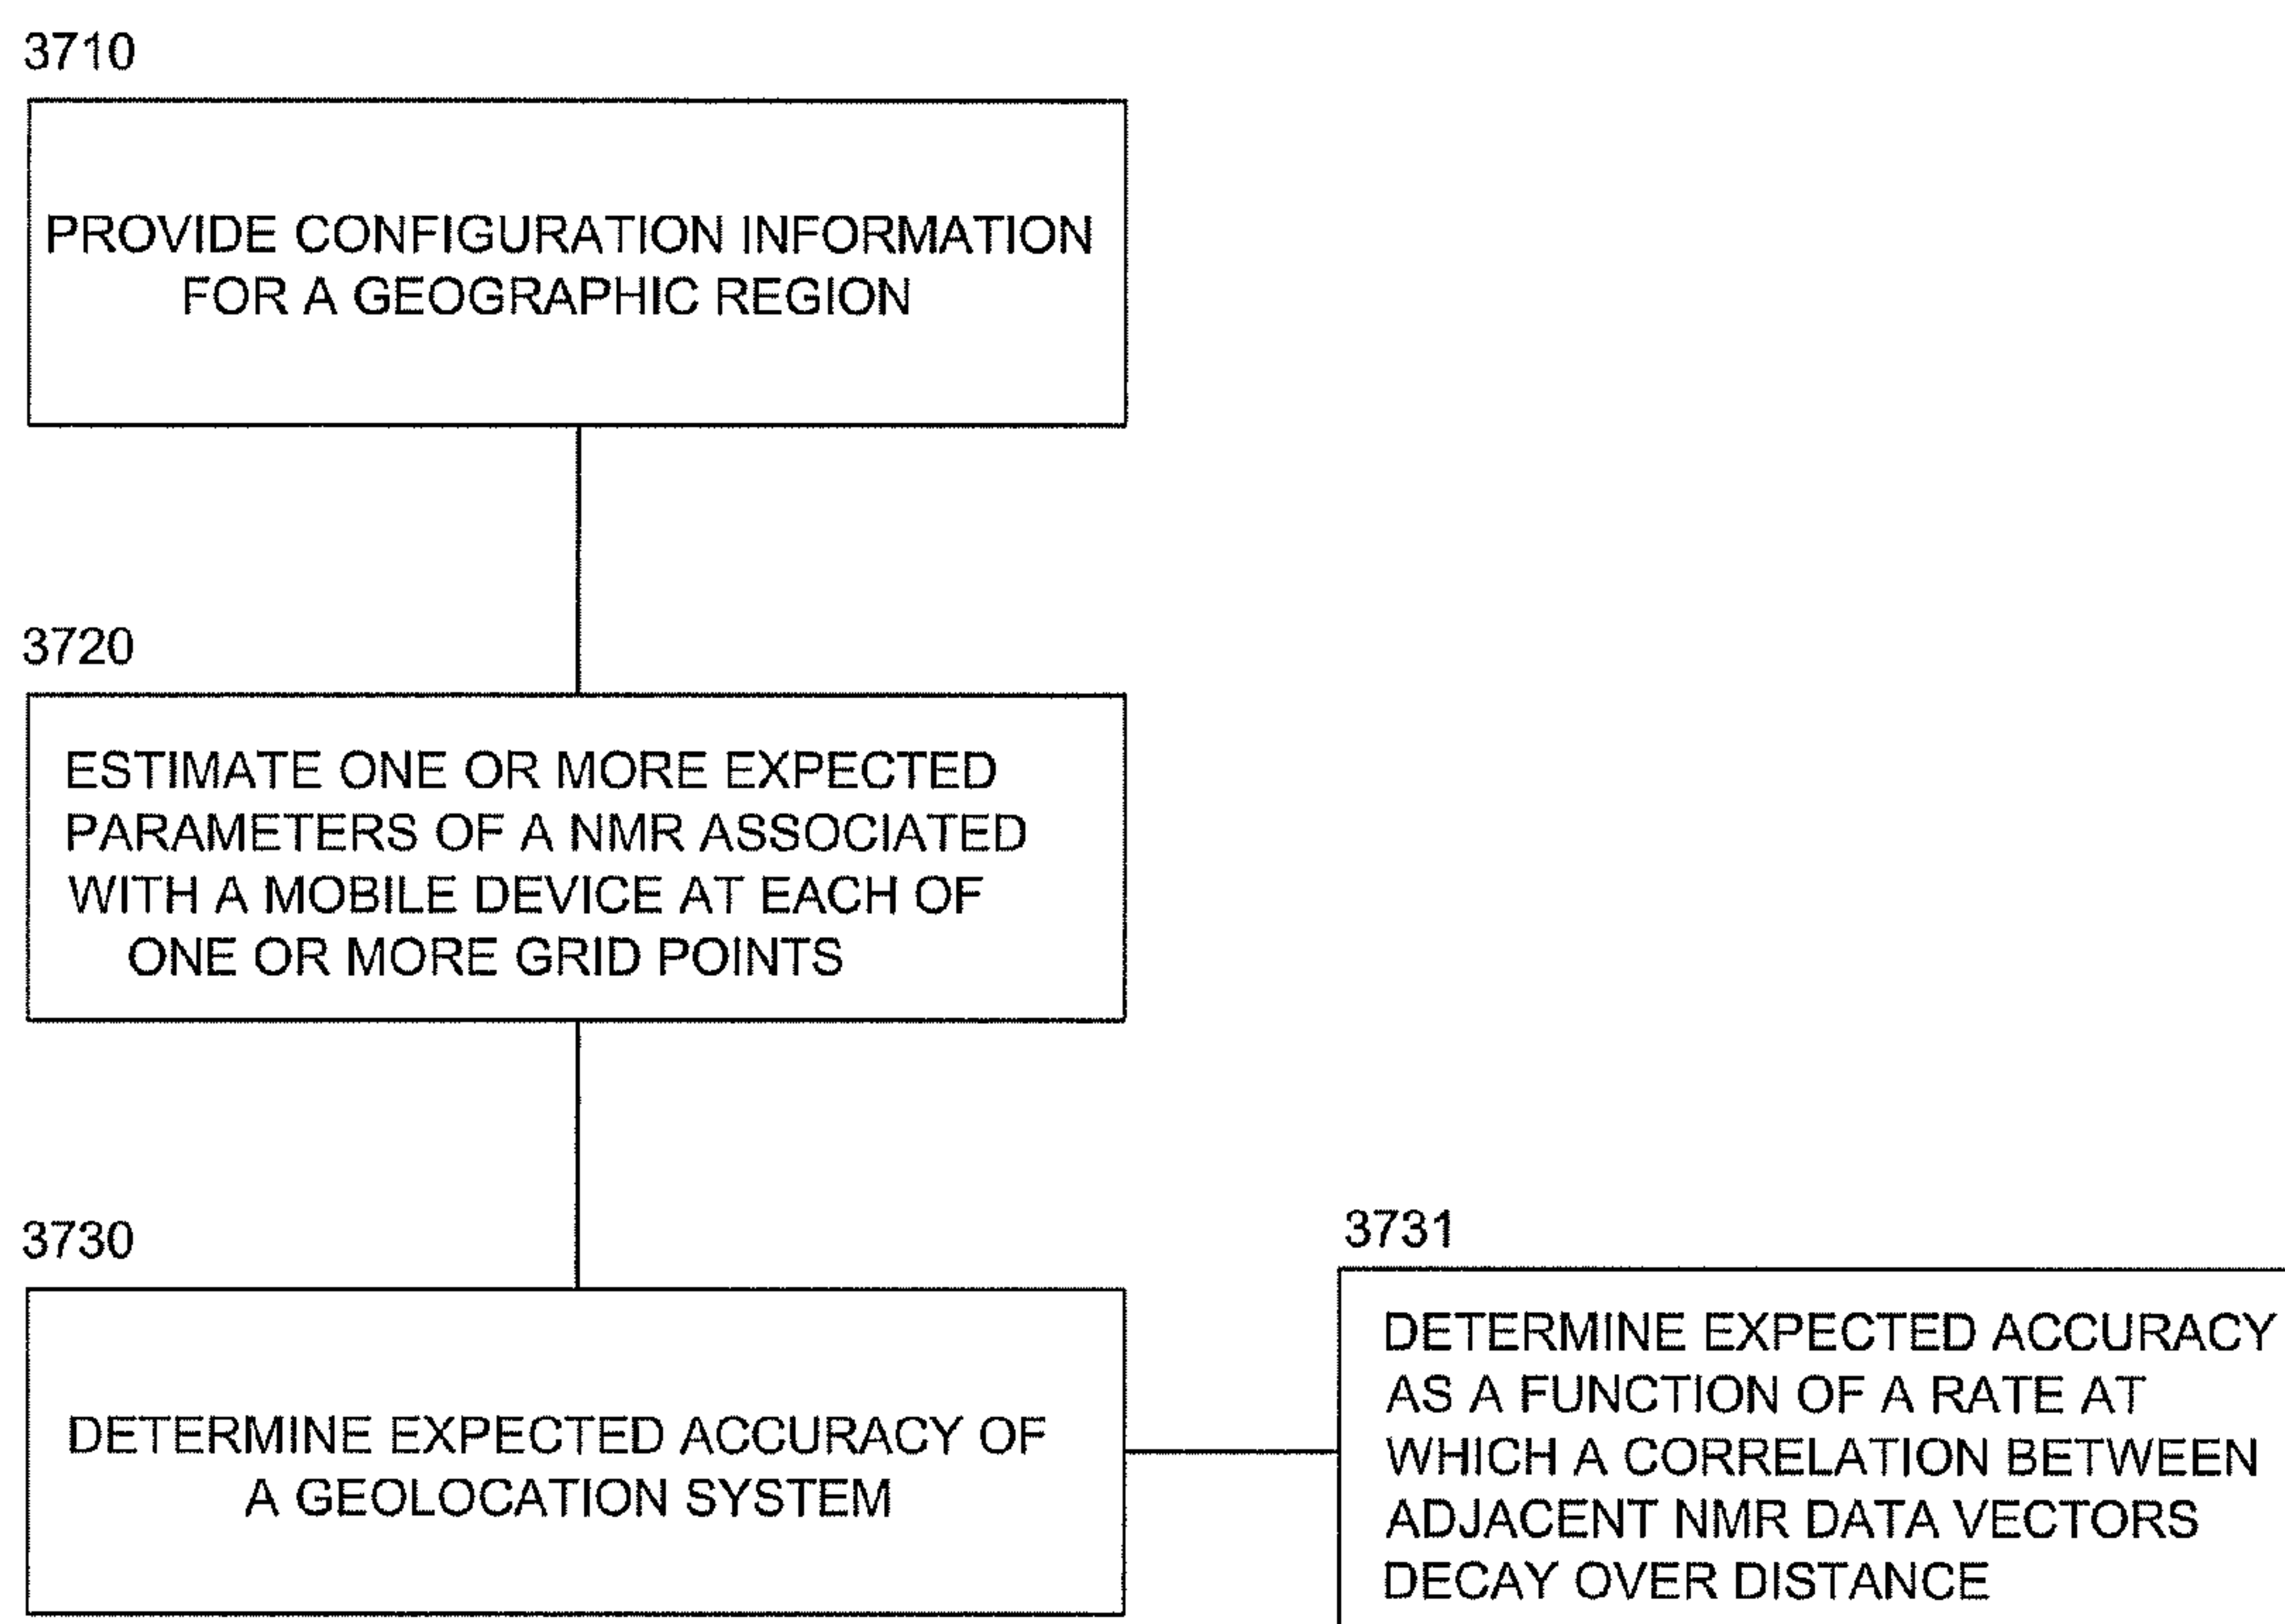 3710
PROVIDE CONFIGURATION INFORMATION
FOR A GEOGRAPHIC REGION
3720
ESTIMATE ONE OR MORE EXPECTED
PARAMETERS OF A NMR ASSOCIATED
WITH A MOBILE DEVICE AT EACH OF
ONE OR MORE GRID POINTS
3730
DETERMINE EXPECTED ACCURACY OF
A GEOLOCATION SYSTEM
3731
DETERMINE EXPECTED ACCURACY
AS A FUNCTION OF A RATE AT
WHICH A CORRELATION BETWEEN
ADJACENT NMR DATA VECTORS
DECAY OVER DISTANCE